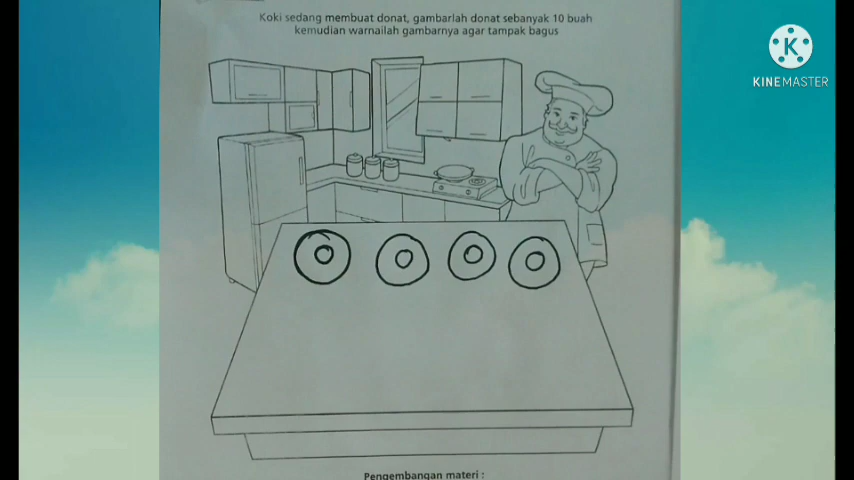 Koki sedang membuat donat, gambarlah donat sebanyak 10 buah
kemudian warnailah gambarnya agar tampak bagus
K
KINEMASTER
Pengembangan materi :